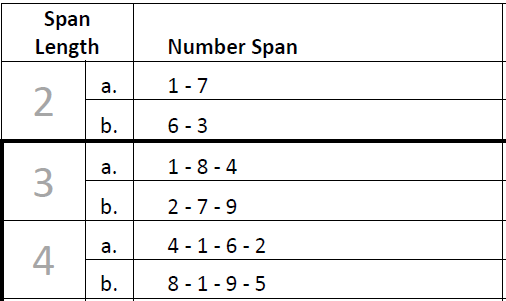 Span
Length
Number Span
2
a.
1 - 7
b.
6 - 3
3
a.
1 - 8 - 4
b.
2 - 7 - 9
4
a.
4 - 1 - 6 - 2
b.
8 - 1 - 9 - 5